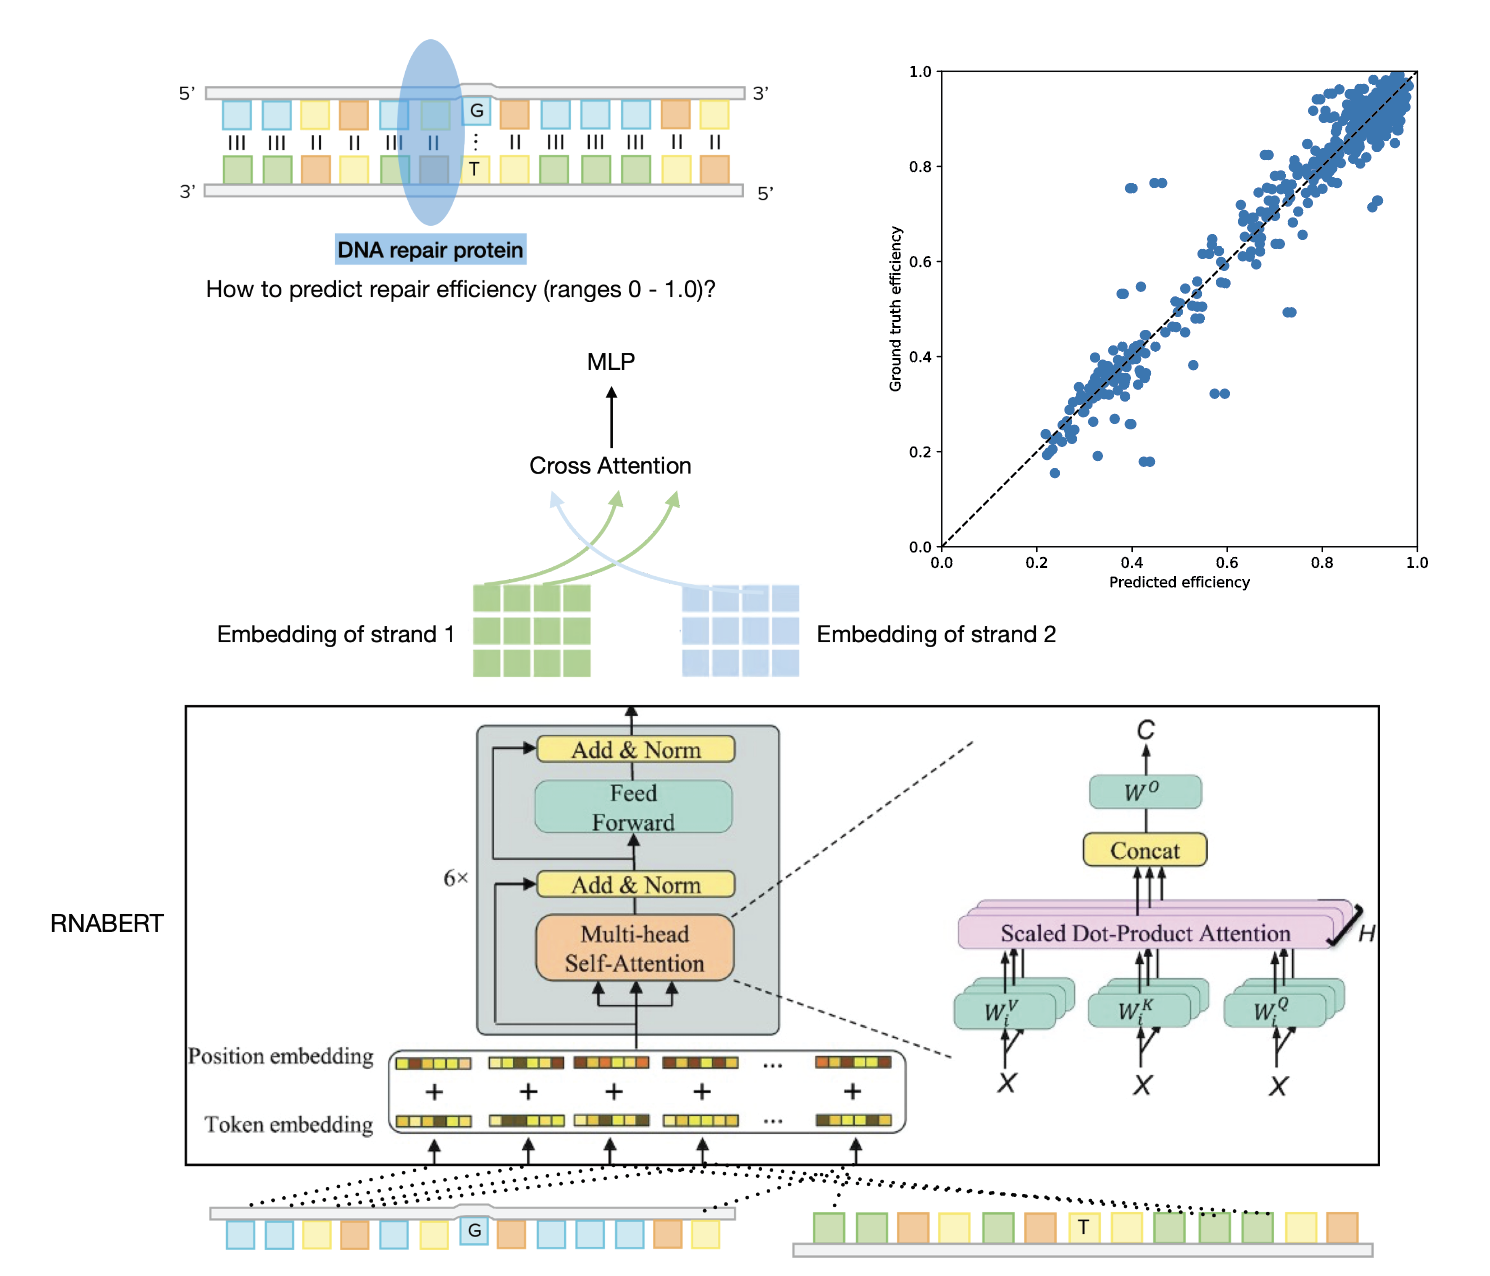 5’
3’
G
T
3’
5’
DNA repair protein
How to predict repair efficiency (ranges 0 - 1.0)?
MLP
Cross Attention
Embedding of strand 1
Embedding of strand 2
1.0
0.8
0.6
0.4
0.2
0.0
Ground truth efficiency
0.0 0.2 0.4 0.6 0.8 1.0
Predicted efficiency
RNABERT
Add & Norm
Feed
Forward
6×
Add & Norm
Multi-head
Self-Attention
Position embedding
+ + + + ... +
Token embedding
...
C
W^O
Concat
Scaled Dot-Product Attention
H
W_i^V W_i^K W_i^Q
X X X
G
T